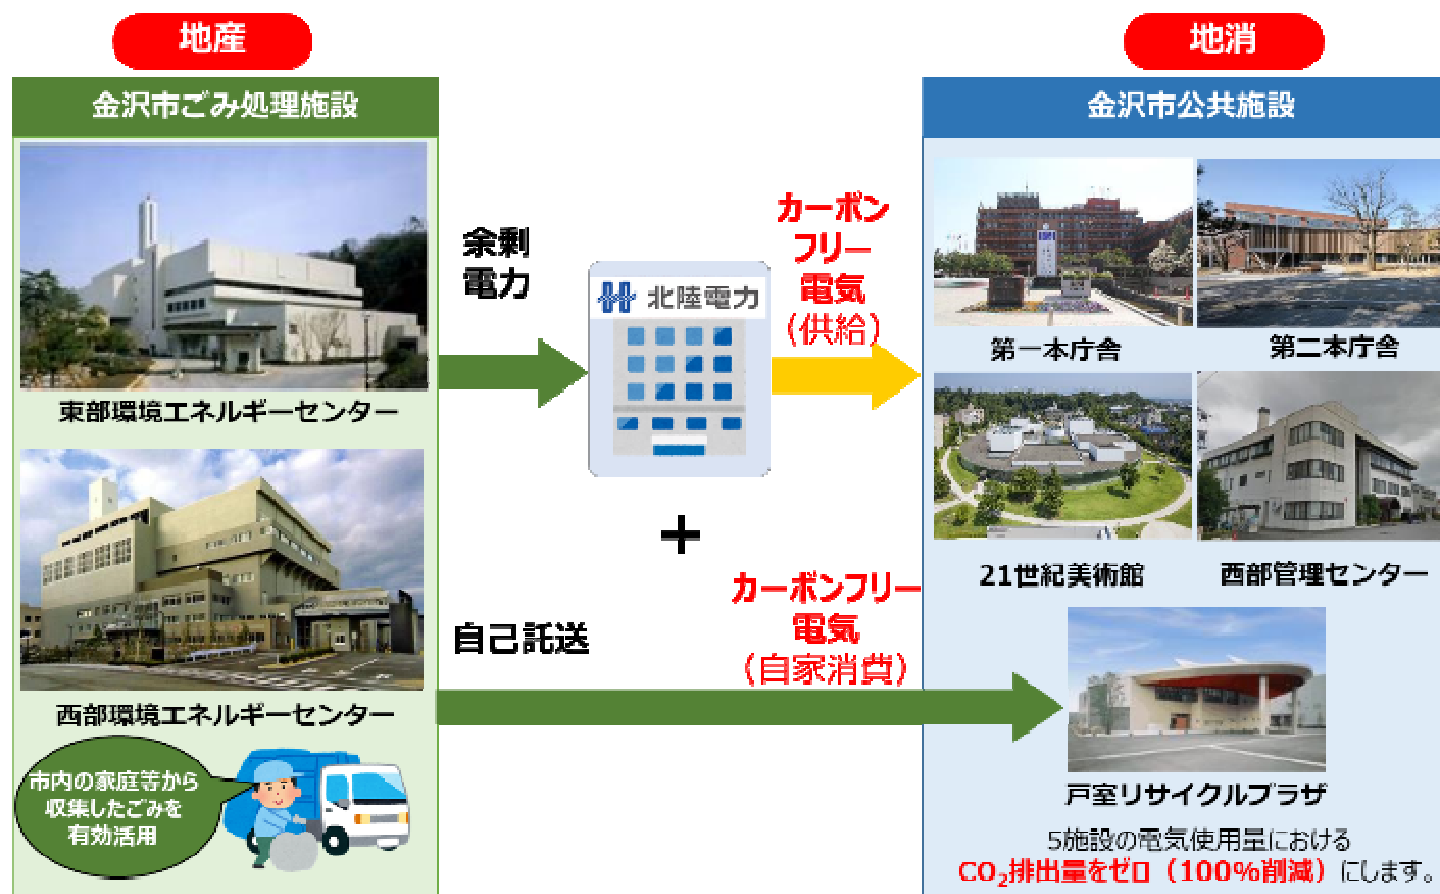 地産
金沢市ごみ処理施設
東部環境エネルギーセンター
西部環境エネルギーセンター
市内の家庭等から
収集したごみを
有効活用
余剰
電力
北陸電力
カーボン
フリー
電気
（供給）
＋
自己託送
カーボンフリー
電気
（自家消費）
地消
金沢市公共施設
第一本庁舎
第二本庁舎
21世紀美術館
西部管理センター
戸室リサイクルプラザ
5施設の電気使用量における
CO₂排出量をゼロ（100％削減）にします。